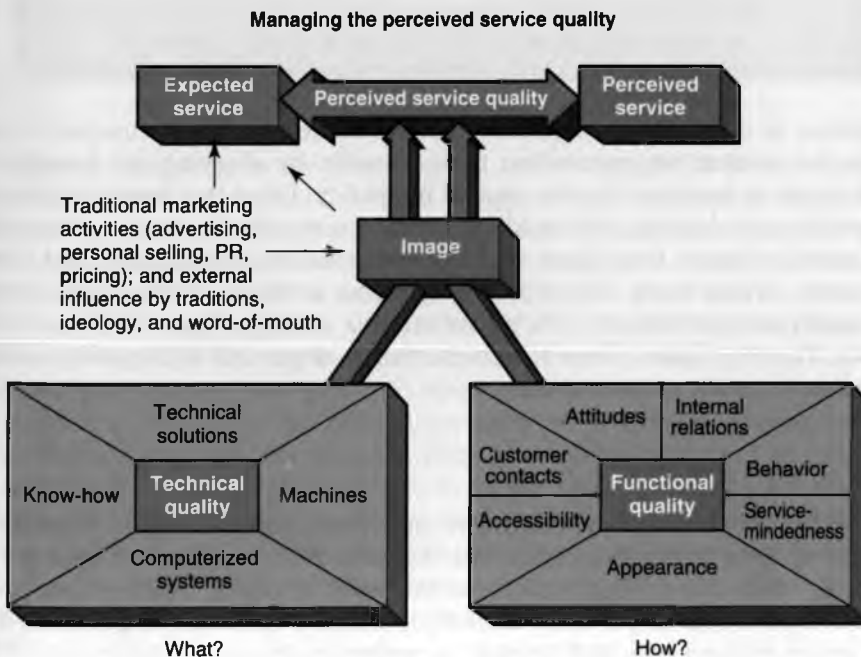 Managing the perceived service quality
Expected
service
Perceived service quality
Perceived
service
Traditional marketing
activities (advertising,
personal selling, PR,
pricing); and external
influence by traditions,
ideology, and word-of-mouth
Image
Technical
solutions
Know-how
Technical
quality
Machines
Computerized
systems
What?
Attitudes
Internal
relations
Customer
contacts
Functional
quality
Behavior
Accessibility
Service-
mindedness
Appearance
How?